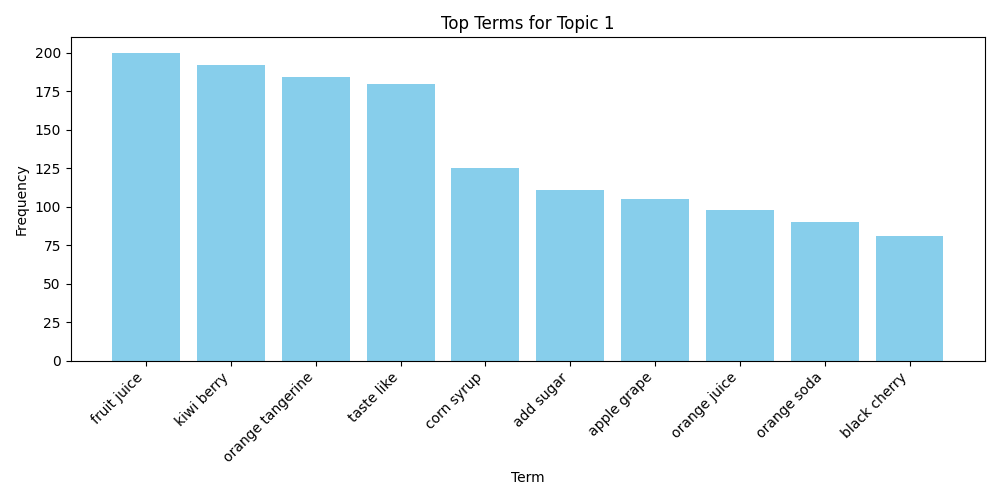 Top Terms for Topic 1
Frequency
200
175
150
125
100
75
50
25
0
fruit juice
kiwi berry
orange tangerine
taste like
corn syrup
add sugar
apple grape
orange juice
orange soda
black cherry
Term